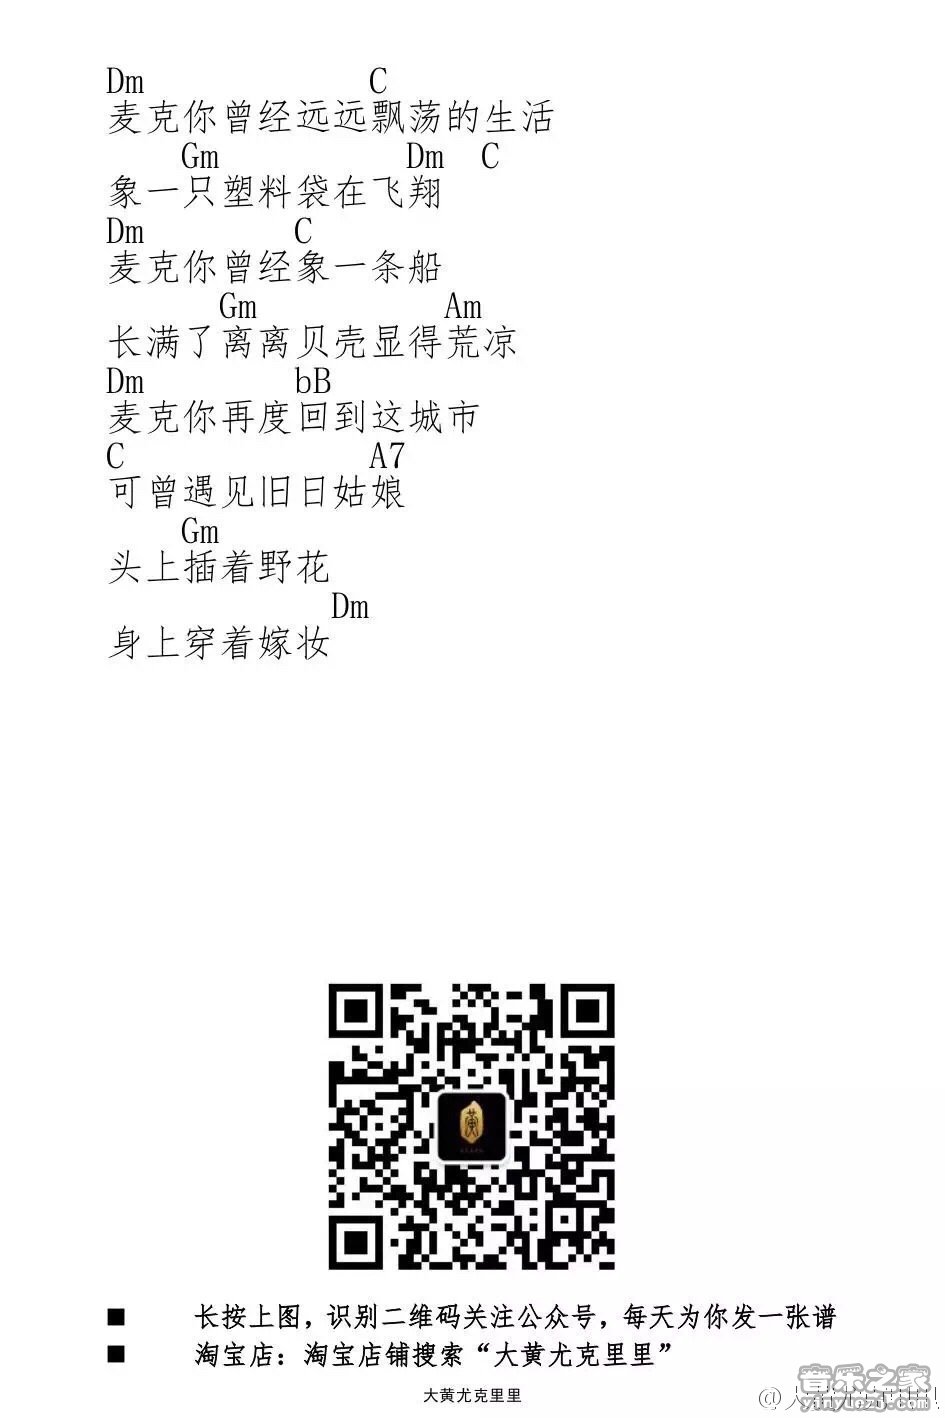 Dm C
麦克你曾经远远飘荡的生活
Gm Dm C
象一只塑料袋在飞翔
Dm C
麦克你曾经象一条船
Gm Am
长满了离离贝壳显得荒凉
Dm bB
麦克你再度回到这城市
C A7
可曾遇见旧日姑娘
Gm
头上插着野花
Dm
身上穿着嫁妆
黄
■ 长按上图，识别二维码关注公众号，每天为你发一张谱
■ 淘宝店：淘宝店铺搜索“大黄尤克里里”
大黄尤克里里
音乐之家
yinyuezj.com